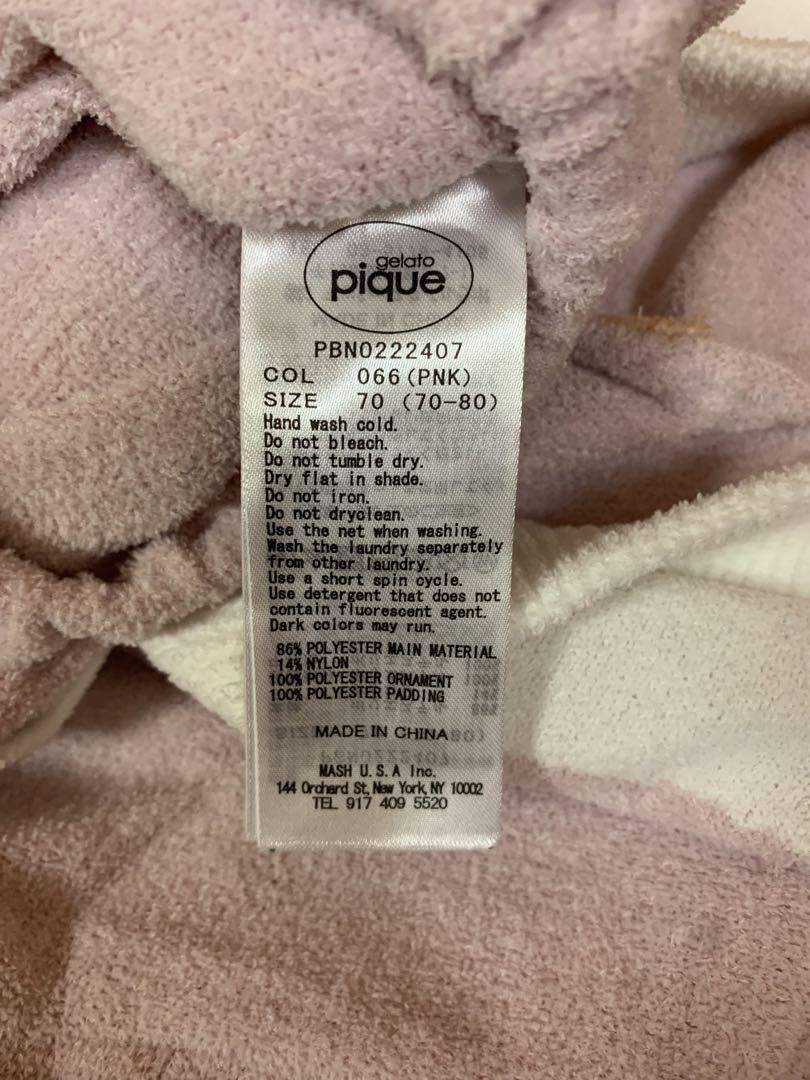 gelato
pique
PBNO222407
COL 066 (PNK)
SIZE 70 (70-80)
Hand wash cold.
Do not bleach.
Do not tumble dry.
Dry flat in shade.
Do not iron.
Do not dryclean.
Use the net when washing.
Wash the laundry separately
from other laundry.
Use a short spin cycle.
Use detergent that does not
contain fluorescent agent.
Dark colors may run.
86% POLYESTER MAIN MATERIAL
14% NYLON
100% POLYESTER ORNAMENT
100% POLYESTER PADDING
MADE IN CHINA
MASH U.S.A Inc.
144 Orchard St, New York, NY 10002
TEL 917 409 5520